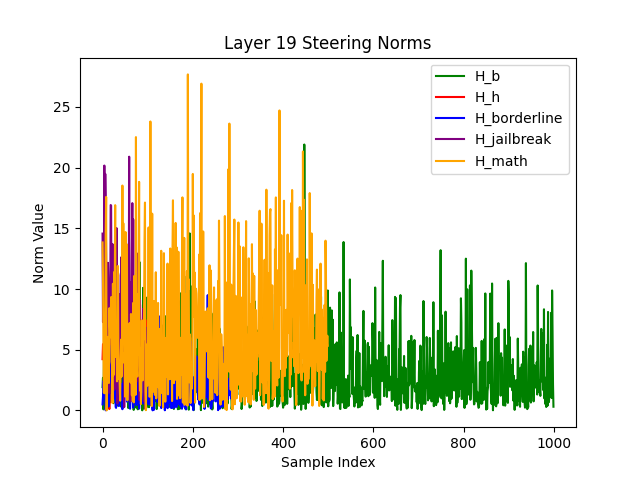 Layer 19 Steering Norms
H_b
H_h
H_borderline
H_jailbreak
H_math
Norm Value
25
20
15
10
5
0
0 200 400 600 800 1000
Sample Index